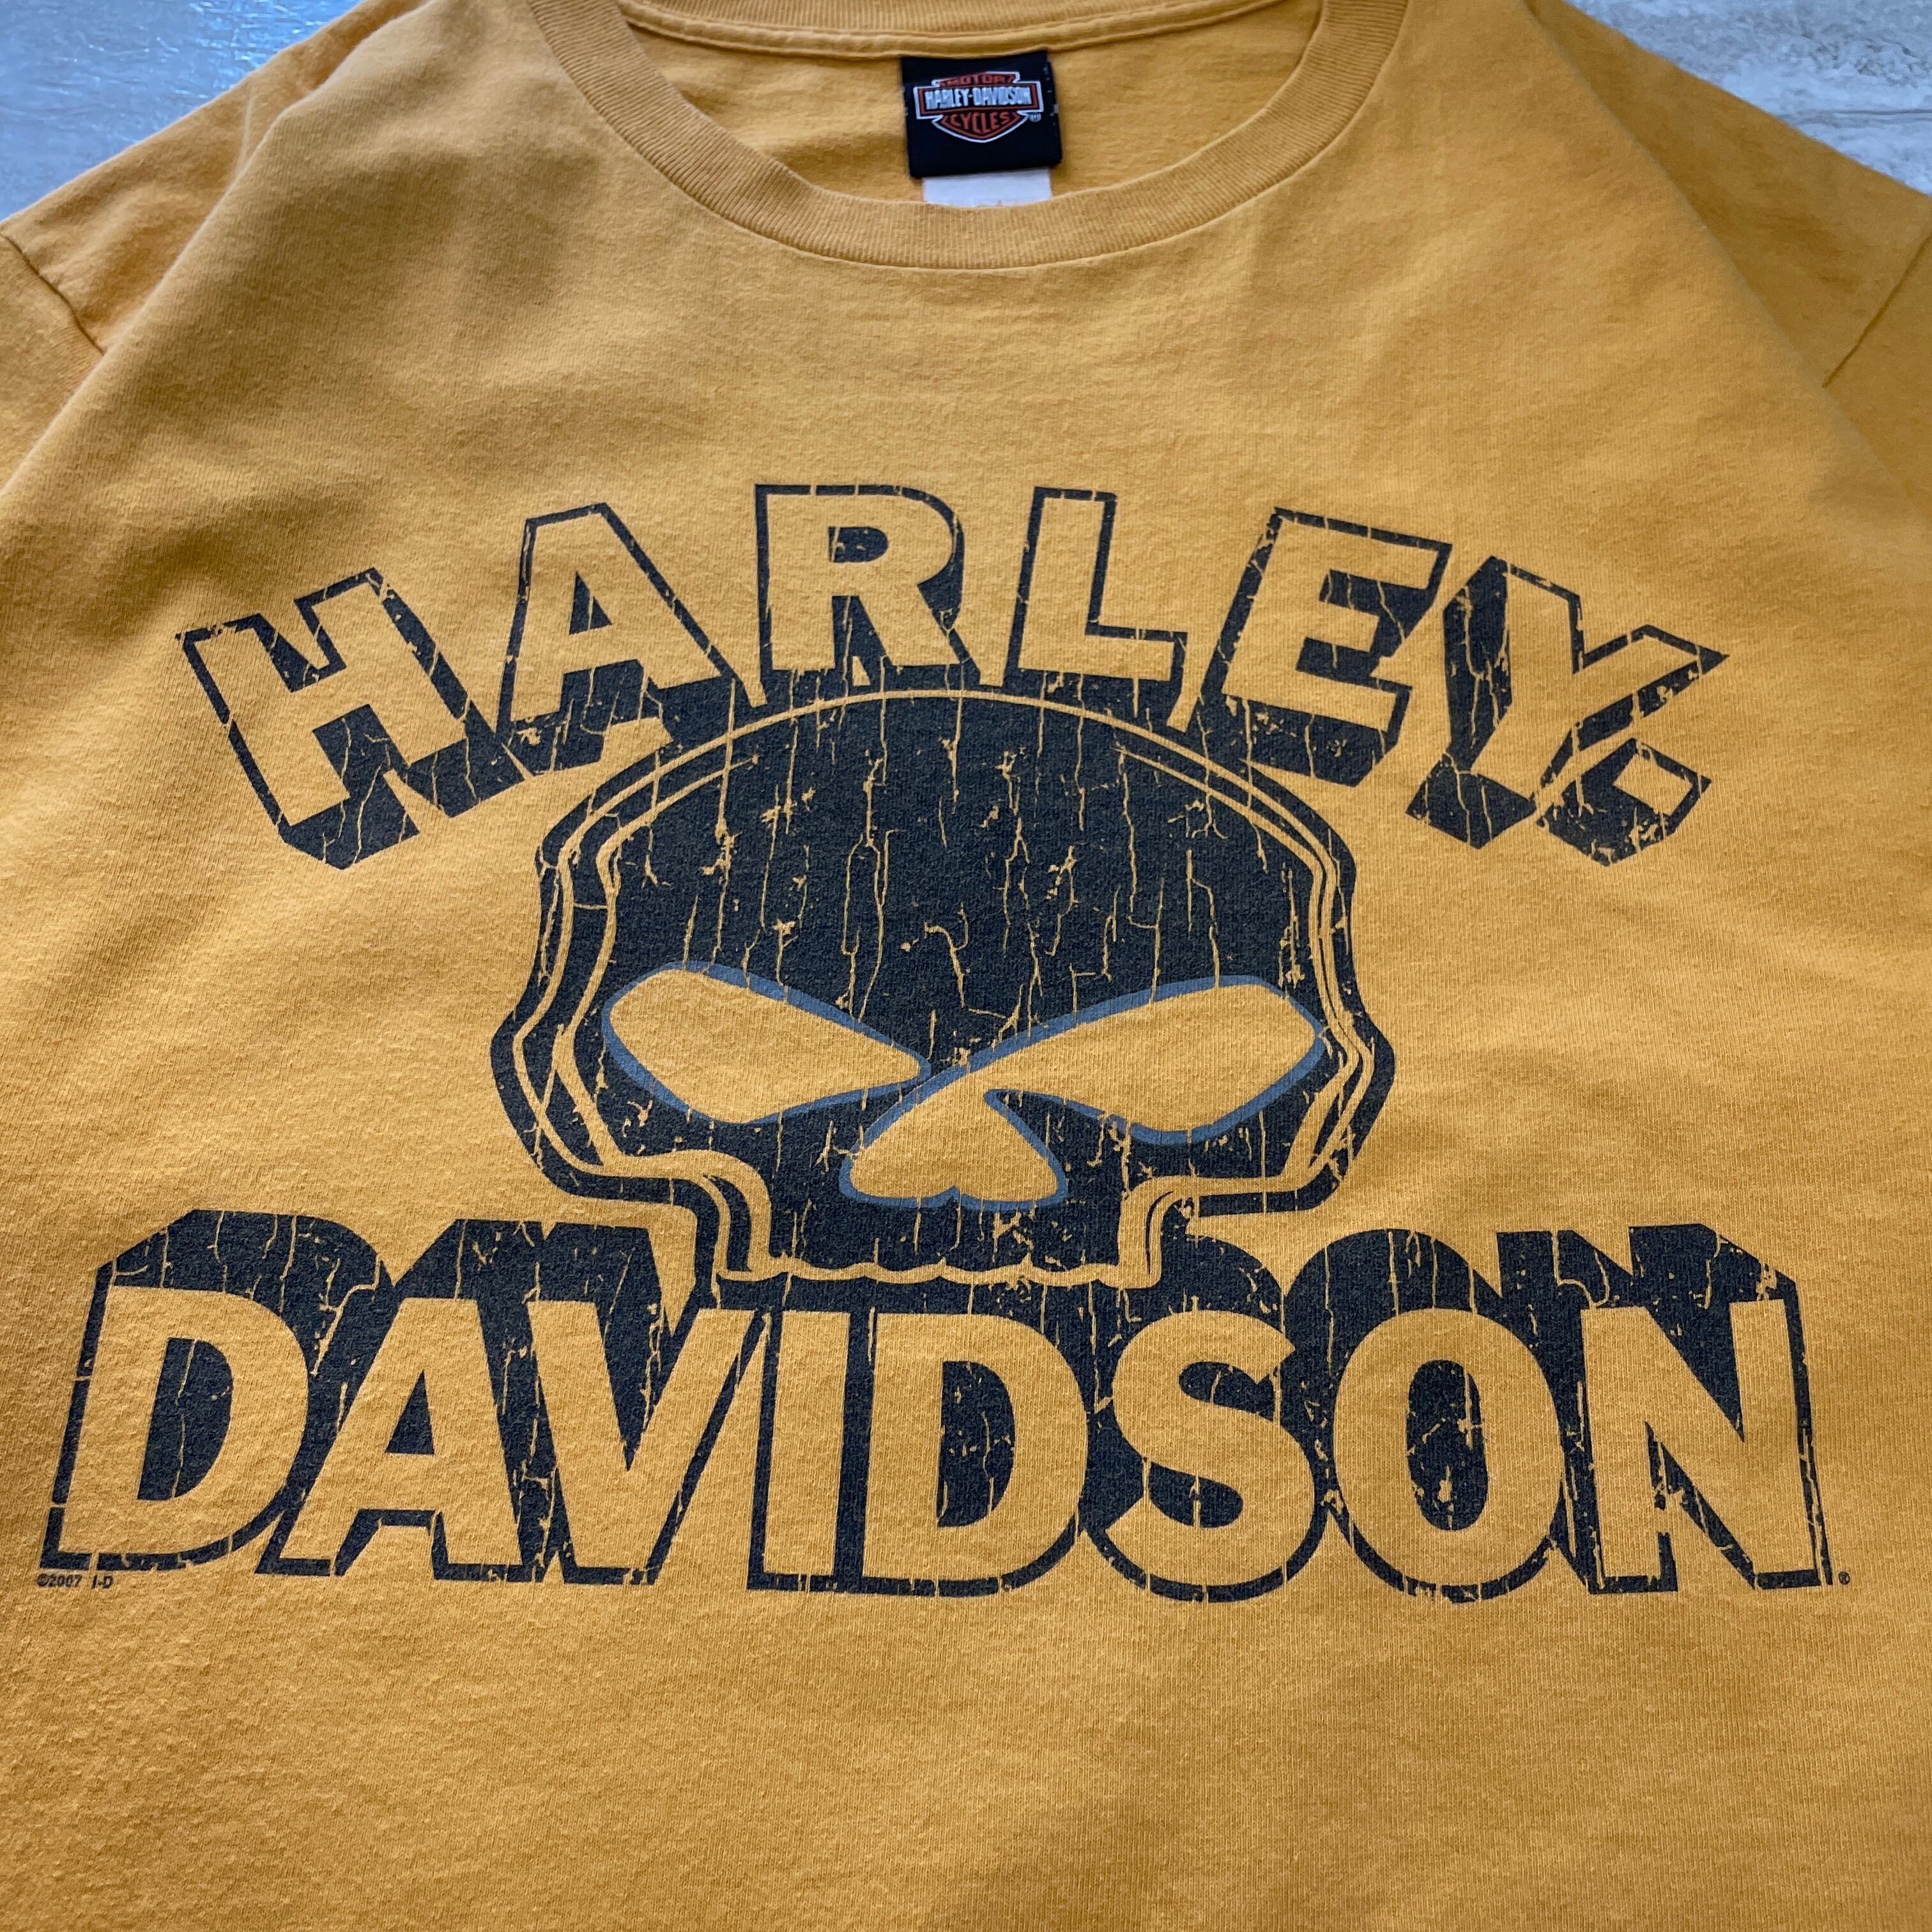 MOTOR
HARLEY-DAVIDSON
CYCLES
HARLEY-
DAVIDSON
©2007 I-D ®